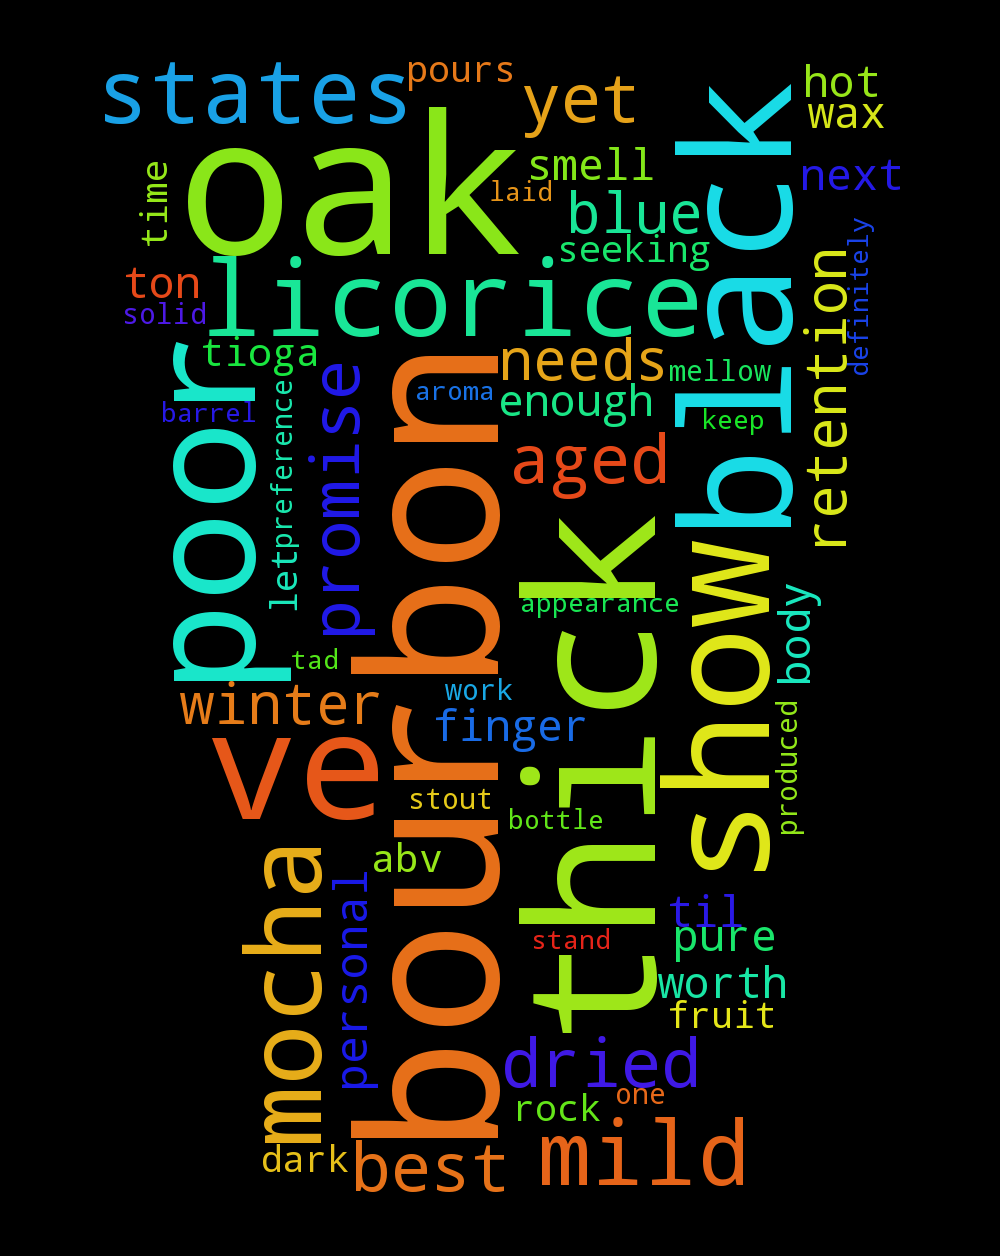 states
pours
yet
hot
wax
oak
smell
laid
blue
next
time
seeking
black
ton
solid
licorice
retention
definitely
tioga
needs
mellow
poor
barrel
preference
let
promise
aroma
enough
keep
bourbon
aged
thick
show
appearance
body
tad
winter
work
finger
ve
stout
bottle
produced
abv
mocha
personal
til
stand
pure
worth
fruit
dried
rock
one
dark
best
mild